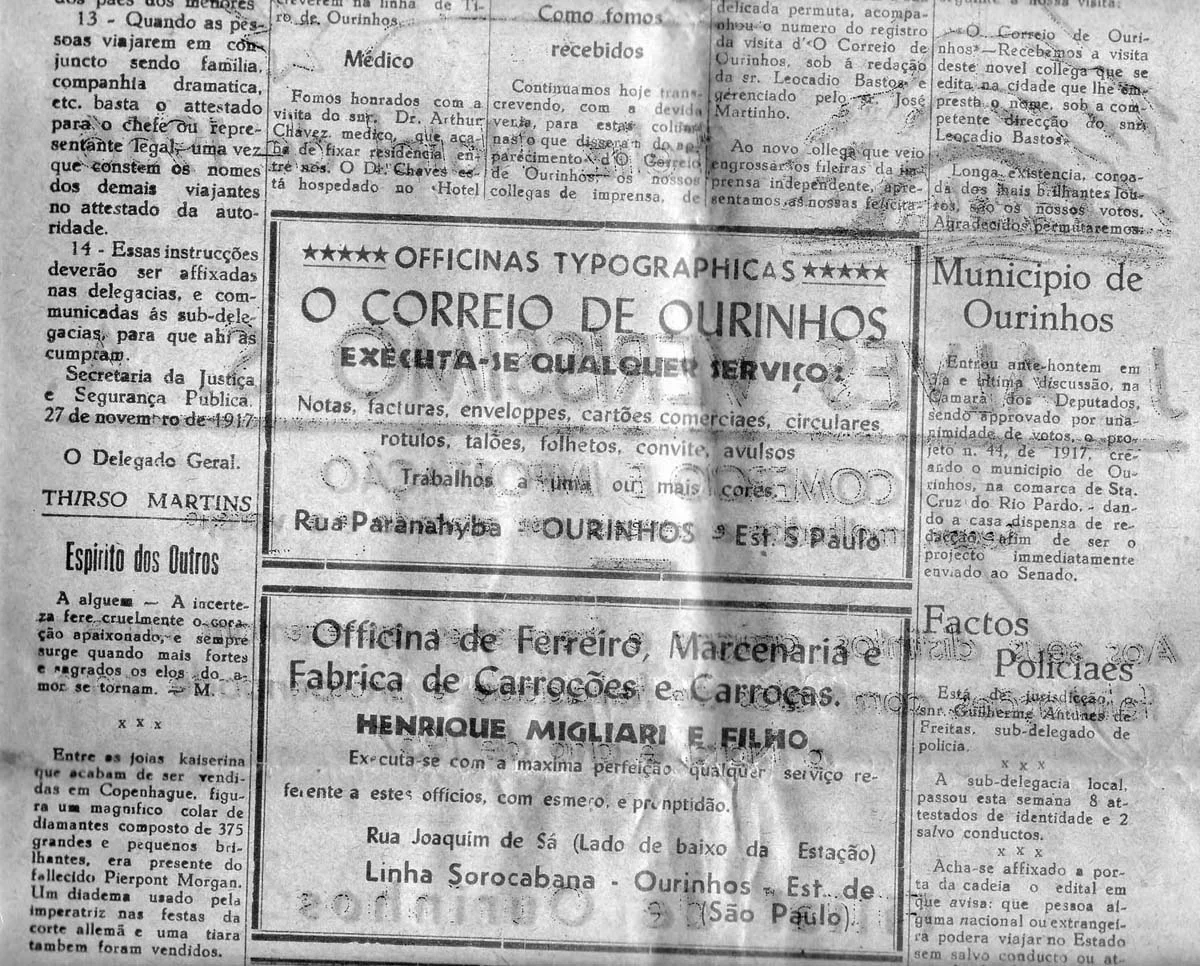 dos paes dos menores
13 - Quando as pes-
soas viajarem em con-
juncto sendo familia,
companhia dramatica,
etc. basta o attestado
para o chefe ou repre-
sentante legal, uma vez
que constem os nomes
dos demais viajantes
no attestado da auto-
ridade.
14 - Essas instrucções
deverão ser affixadas
nas delegacias, e com-
municadas ás sub-dele-
gacias, para que ahi as
cumpram.
Secretaria da Justiça
e Segurança Publica.
27 de novembro de 1917
O Delegado Geral.
THIRSO MARTINS
Espirito dos Outros
A alguem — A incerte-
za fere cruelmente o cora-
ção apaixonado, e sempre
surge quando mais fortes
e sagrados os elos do a-
mor se tornam. — M.
x x x
Entre as joias kaiserina
que acabam de ser vendi-
das em Copenhague, figu-
ra um magnifico colar de
diamantes composto de 375
grandes e pequenos bri-
lhantes, era presente do
fallecido Pierpont Morgan.
Um diadema usado pela
imperatriz nas festas da
corte allemã e uma tiara
tambem foram vendidos.
creverem na linha de Ti-
ro de Ourinhos.
Médico
Fomos honrados com a
visita do snr. Dr. Arthur
Chavez medico, que aca-
ba de fixar residencia en-
tre nós. O Dr. Chaves es-
tá hospedado no Hotel
Como fomos
recebidos
Continuamos hoje trans-
crevendo, com a devida
venia, para estas colum-
nas o que disseram do ap-
parecimento d'O Correio
de Ourinhos os nossos
collegas de imprensa, de
delicada permuta, acompa-
nhou o numero do registro
da visita d'O Correio de
Ourinhos, sob á redação
da sr. Leocadio Bastos e
gerenciado pelo sr. José
Martinho.
Ao novo collega que veio
engrossar os fileiras da im-
prensa independente, apre-
sentamos as nossas felicita-
a nossa visita:
«O Correio de Ouri-
nhos»—Recebemos a visita
deste novel collega que se
edita na cidade que lhe em-
presta o nome, sob a com-
petente direcção do snr.
Leocadio Bastos.
Longa existencia, coroa-
da dos mais brilhantes lou-
ros, são os nossos votos.
Agradecidos permutaremos.
★★★★★ OFFICINAS TYPOGRAPHICAS ★★★★★
O CORREIO DE OURINHOS
EXECUTA-SE QUALQUER SERVIÇO:
Notas, facturas, enveloppes, cartões comerciaes, circulares,
rotulos, talões, folhetos, convite, avulsos
Trabalhos a uma ou mais cores.
Rua Paranahyba - OURINHOS - Est. S. Paulo
Officina de Ferreiro, Marcenaria e
Fabrica de Carroções e Carroças.
HENRIQUE MIGLIARI E FILHO
Executa-se com a maxima perfeição qualquer serviço re-
ferente a estes officios, com esmero, e promptidão.
Rua Joaquim de Sá (Lado de baixo da Estação)
Linha Sorocabana - Ourinhos - Est. de
(São Paulo).
Municipio de
Ourinhos
Entrou ante-hontem em
e ultima discussão, na
Camara dos Deputados,
sendo approvado por una-
nimidade de votos, o pro-
jeto n. 44, de 1917, cre-
ando o municipio de Ou-
rinhos, na comarca de Sta.
Cruz do Rio Pardo, - dan-
do a casa dispensa de re-
dacção, afim de ser o
projecto immediatamente
enviado ao Senado.
Factos
Policiaes
Está de jurisdicção, o
snr. Guilherme Antunes de
Freitas, sub-delegado de
policia.
x x x
A sub-delegacia local,
passou esta semana 8 at-
testados de identidade e 2
salvo conductos.
x x x
Acha-se affixado a por-
ta da cadeia o edital em
que avisa: que pessoa al-
guma nacional ou extrangei-
ra podera viajar no Estado
sem salvo conducto ou at-